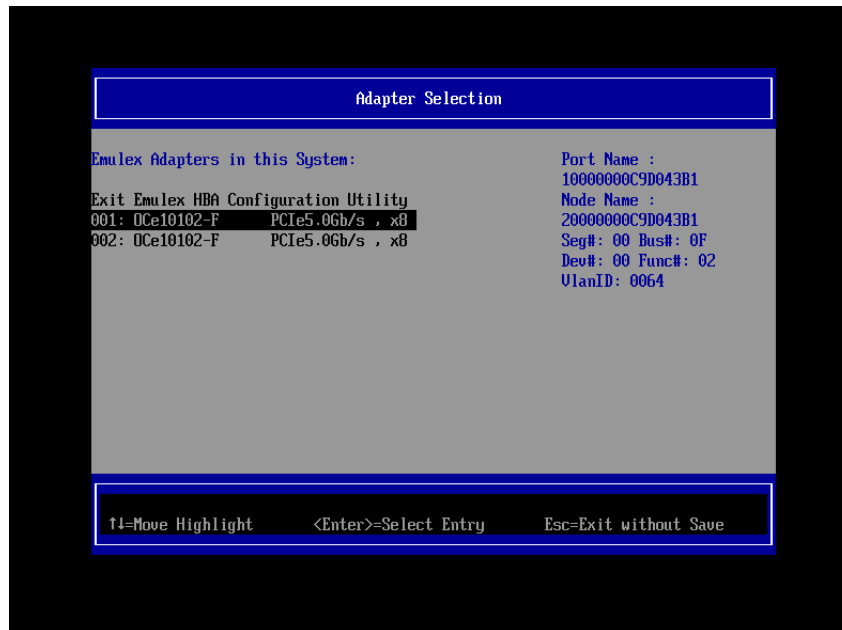 Adapter Selection
Emulex Adapters in this System:
Exit Emulex HBA Configuration Utility
001: OCe10102-F PCIe5.0Gb/s , x8
002: OCe10102-F PCIe5.0Gb/s , x8
Port Name :
10000000C9D043B1
Node Name :
20000000C9D043B1
Seg#: 00 Bus#: 0F
Dev#: 00 Func#: 02
VlanID: 0064
↑↓=Move Highlight <Enter>=Select Entry Esc=Exit without Save